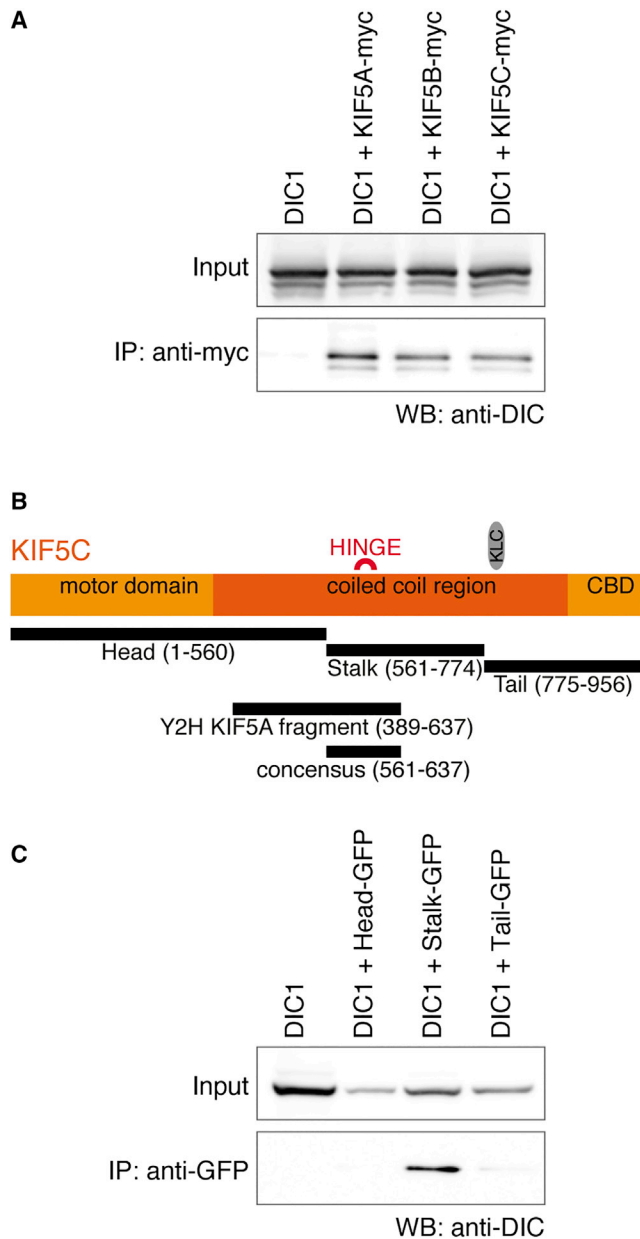 A
DIC1
DIC1 + KIF5A-myc
DIC1 + KIF5B-myc
DIC1 + KIF5C-myc
Input
IP: anti-myc
WB: anti-DIC
B
KIF5C
HINGE
KLC
motor domain
coiled coil region
CBD
Head (1-560)
Stalk (561-774)
Tail (775-956)
Y2H KIF5A fragment (389-637)
concensus (561-637)
C
DIC1
DIC1 + Head-GFP
DIC1 + Stalk-GFP
DIC1 + Tail-GFP
Input
IP: anti-GFP
WB: anti-DIC